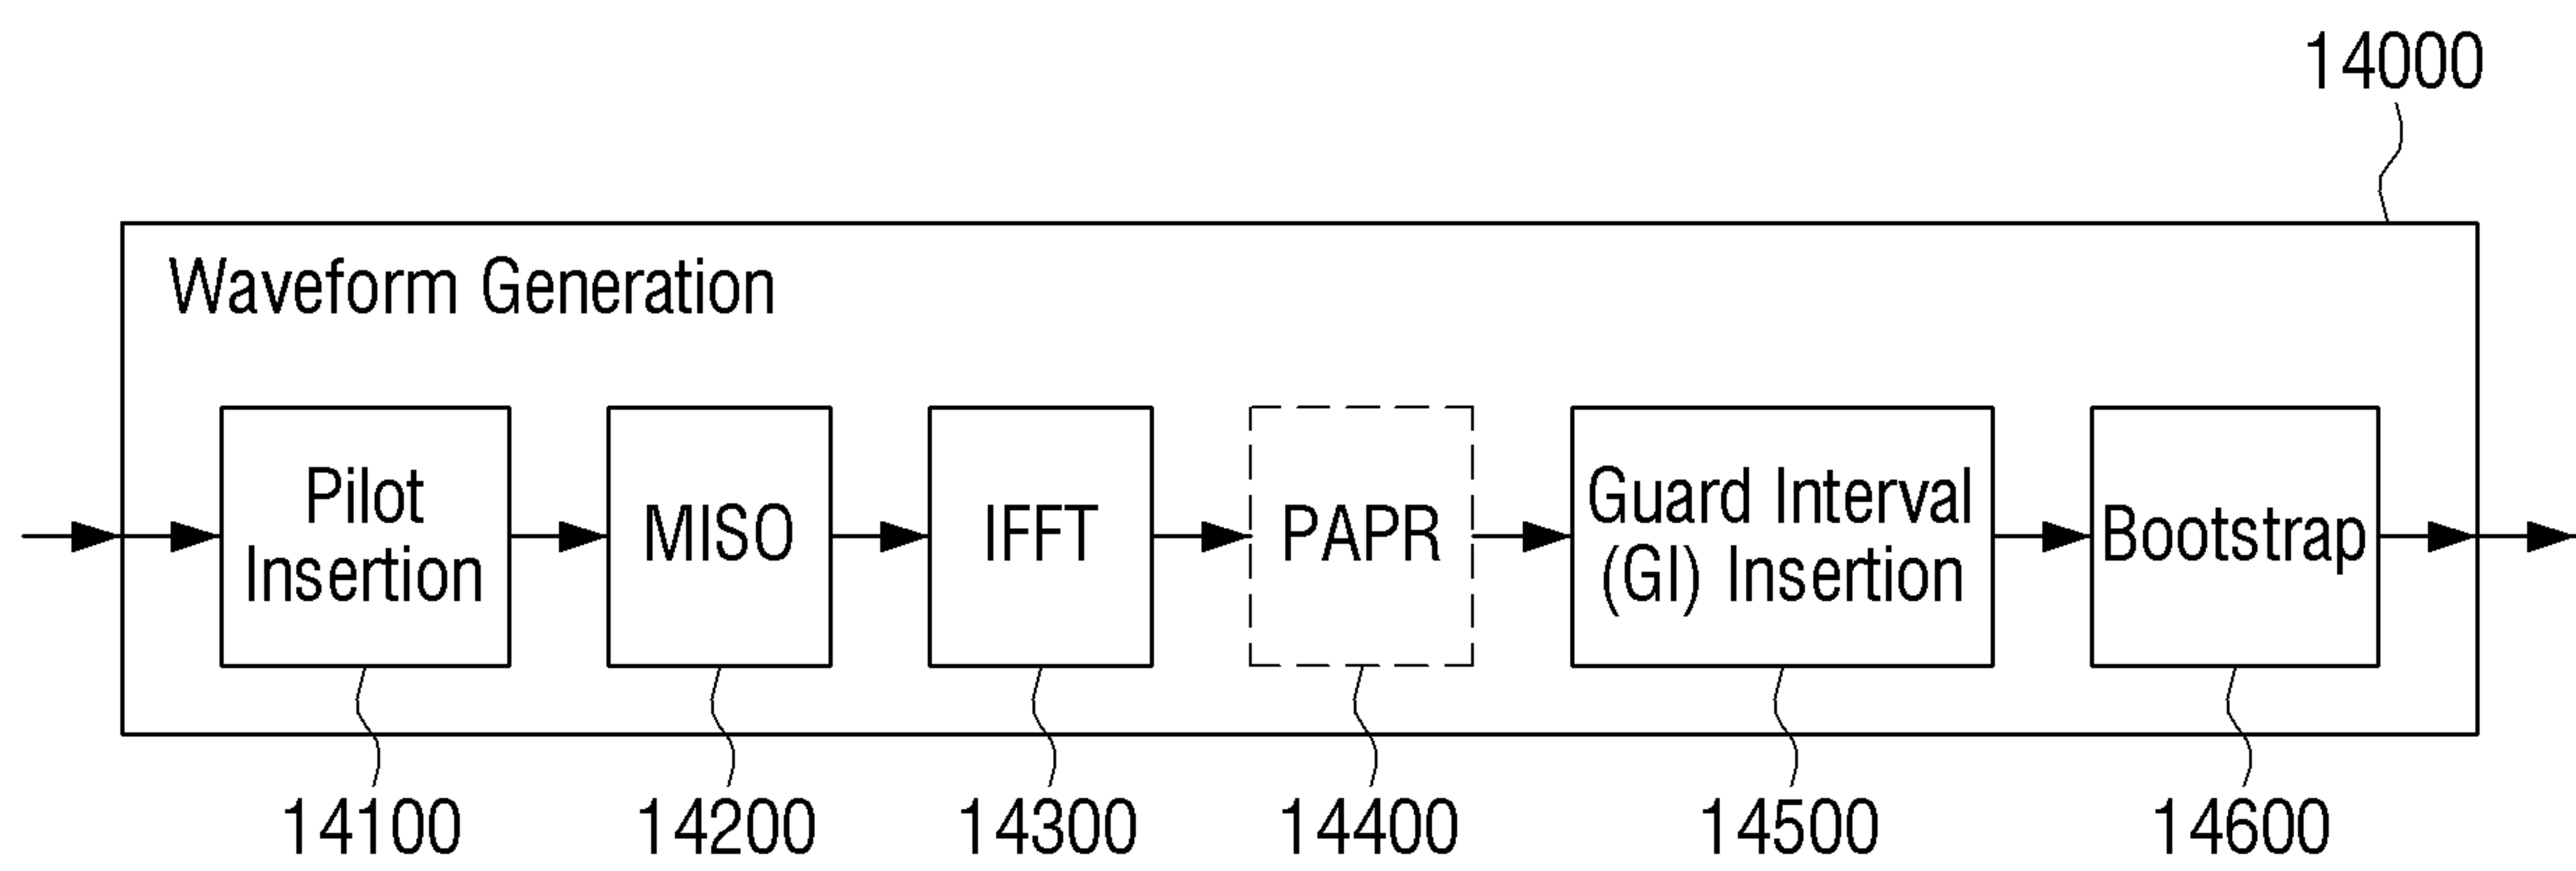 14000
Waveform Generation
Pilot
Insertion
MISO
IFFT
PAPR
Guard Interval
(GI) Insertion
Bootstrap
14100
14200
14300
14400
14500
14600